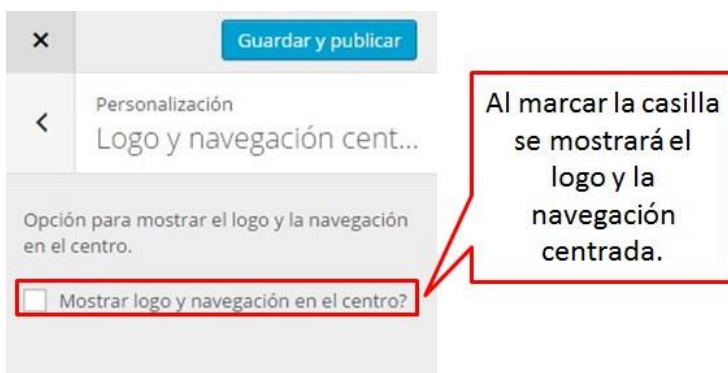 ×
Guardar y publicar
<
Personalización
Logo y navegación cent...
Opción para mostrar el logo y la navegación
en el centro.
Mostrar logo y navegación en el centro?
Al marcar la casilla
se mostrará el
logo y la
navegación
centrada.